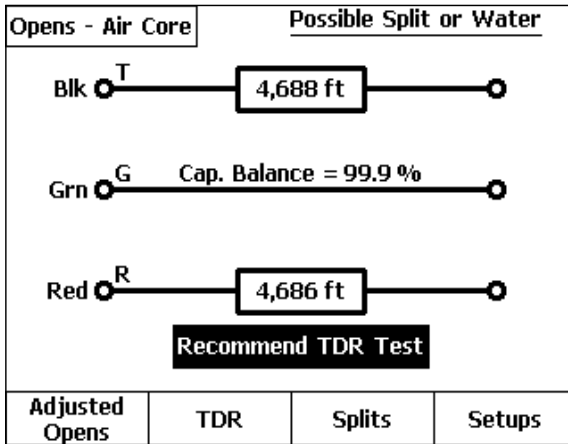 Opens - Air Core
Possible Split or Water
T
Blk
4,688 ft
G
Cap. Balance = 99.9 %
Grn
R
Red
4,686 ft
Recommend TDR Test
Adjusted Opens
TDR
Splits
Setups